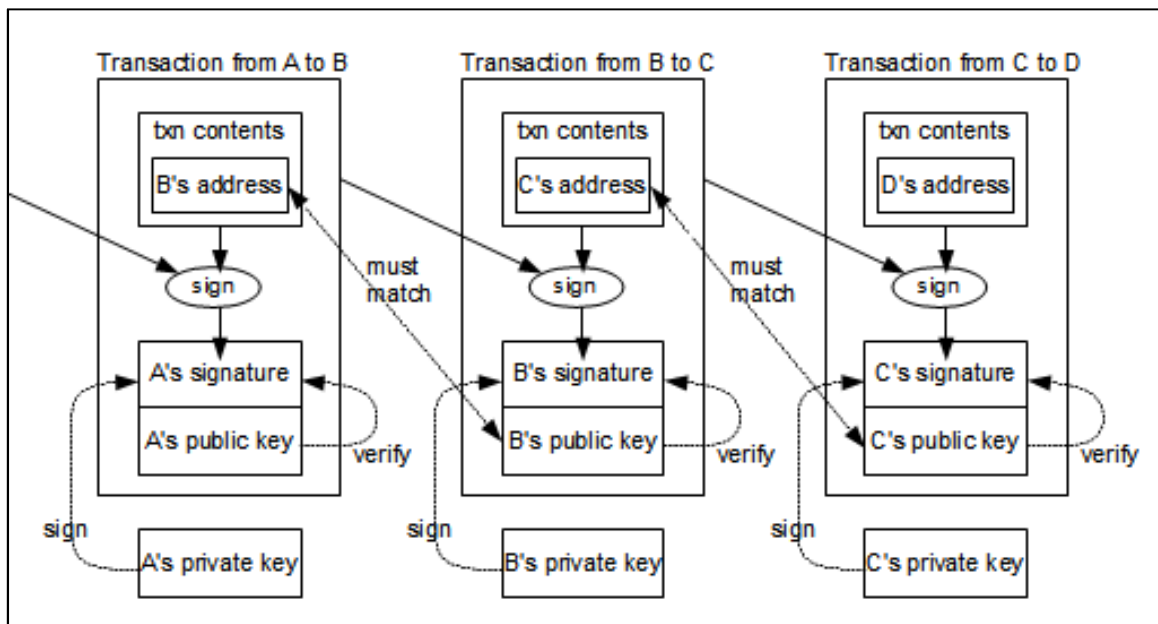 Transaction from A to B
txn contents
B's address
sign
A's signature
A's public key
verify
sign
A's private key
must
match
Transaction from B to C
txn contents
C's address
sign
B's signature
B's public key
verify
sign
B's private key
must
match
Transaction from C to D
txn contents
D's address
sign
C's signature
C's public key
verify
sign
C's private key